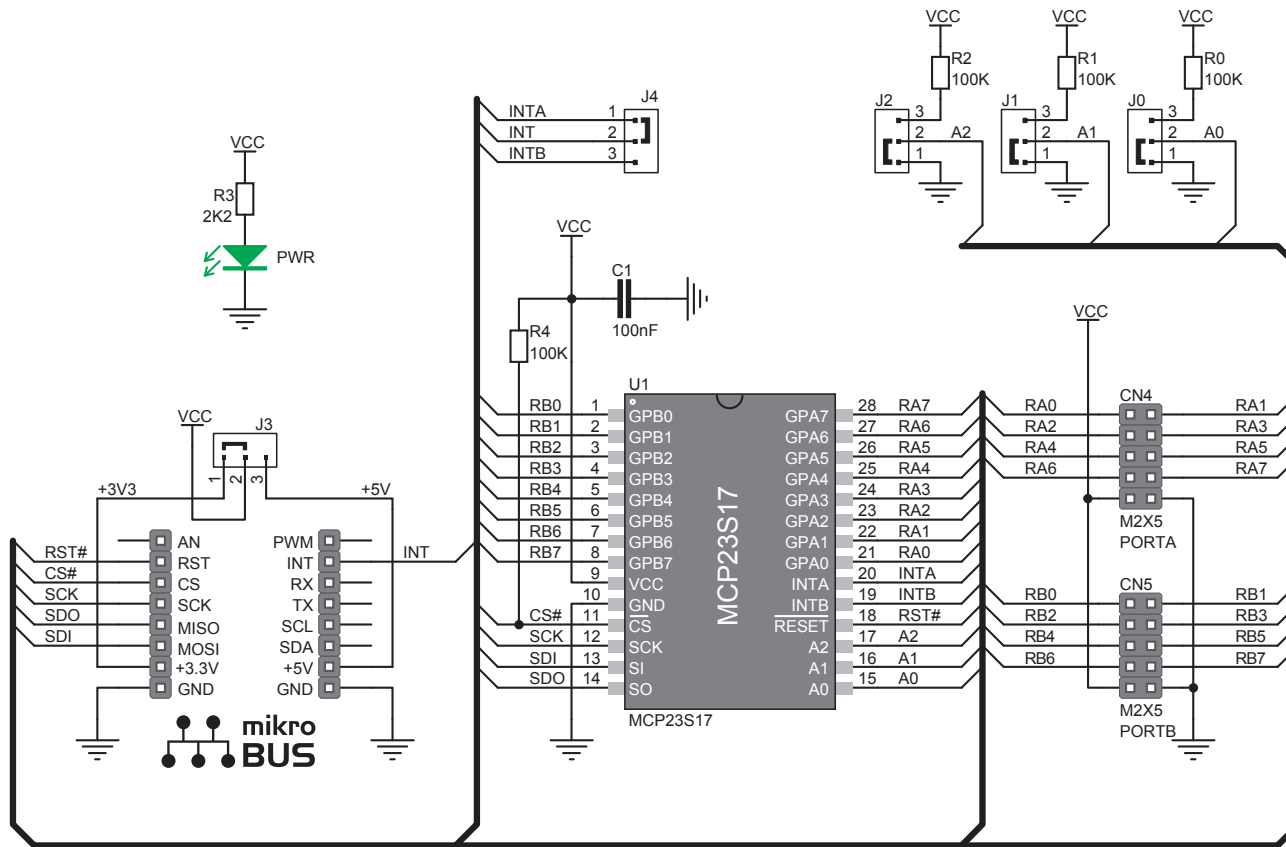 VCC
R2
100K
J2
3
2
A2
1
VCC
R1
100K
J1
3
2
A1
1
VCC
R0
100K
J0
3
2
A0
1
J4
INTA 1
INT 2
INTB 3
VCC
R3
2K2
PWR
VCC
C1
100nF
R4
100K
VCC
J3
1
2
3
+3V3
+5V
RST#
CS#
SCK
SDO
SDI
AN
RST
CS
SCK
MISO
MOSI
+3.3V
GND
PWM
INT
RX
TX
SCL
SDA
+5V
GND
INT
mikro
BUS
U1
RB0 1 GPB0
RB1 2 GPB1
RB2 3 GPB2
RB3 4 GPB3
RB4 5 GPB4
RB5 6 GPB5
RB6 7 GPB6
RB7 8 GPB7
9 VCC
10 GND
CS# 11 CS
SCK 12 SCK
SDI 13 SI
SDO 14 SO
MCP23S17
GPA7 28 RA7
GPA6 27 RA6
GPA5 26 RA5
GPA4 25 RA4
GPA3 24 RA3
GPA2 23 RA2
GPA1 22 RA1
GPA0 21 RA0
INTA 20 INTA
INTB 19 INTB
RESET 18 RST#
A2 17 A2
A1 16 A1
A0 15 A0
MCP23S17
VCC
CN4
RA0 RA1
RA2 RA3
RA4 RA5
RA6 RA7
M2X5
PORTA
CN5
RB0 RB1
RB2 RB3
RB4 RB5
RB6 RB7
M2X5
PORTB